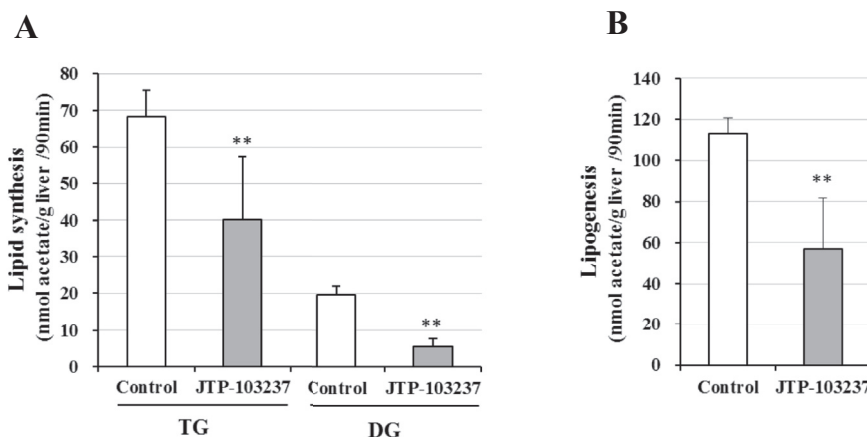 A
Lipid synthesis
(nmol acetate/g liver /90min)
80
70
60
50
40
30
20
10
0
**
**
Control JTP-103237 Control JTP-103237
TG DG
B
Lipogenesis
(nmol acetate/g liver /90min)
140
120
100
80
60
40
20
0
**
Control JTP-103237